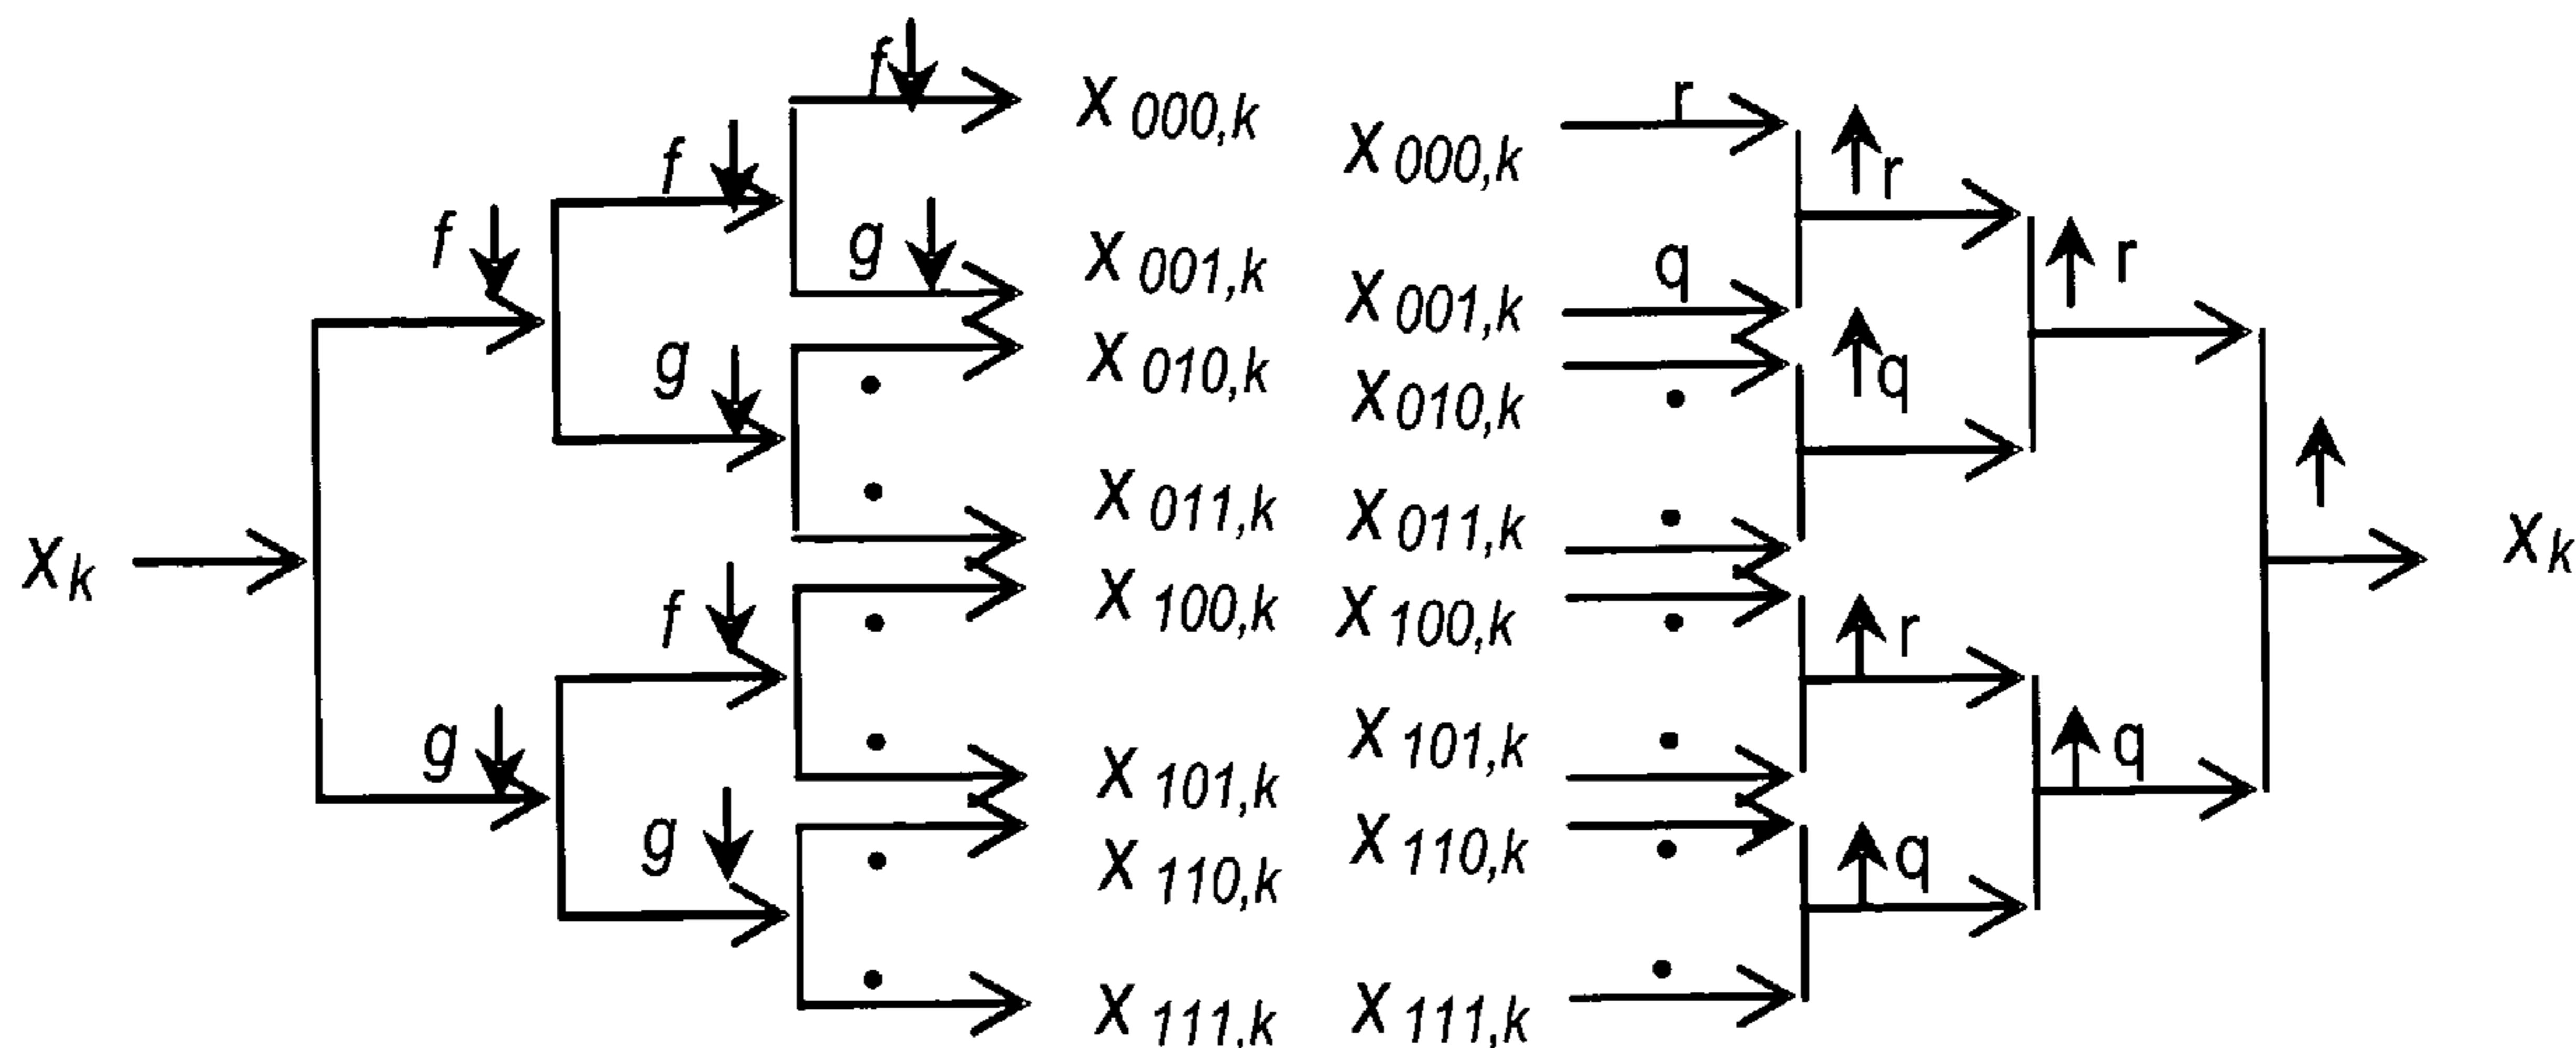 f
x 000,k
r
x 000,k
f
r
f
g
x 001,k
q
x 001,k
r
g
x 010,k
x 010,k
q
x 011,k
x 011,k
x k
x k
f
x 100,k
x 100,k
r
g
x 101,k
x 101,k
q
g
x 110,k
x 110,k
q
x 111,k
x 111,k